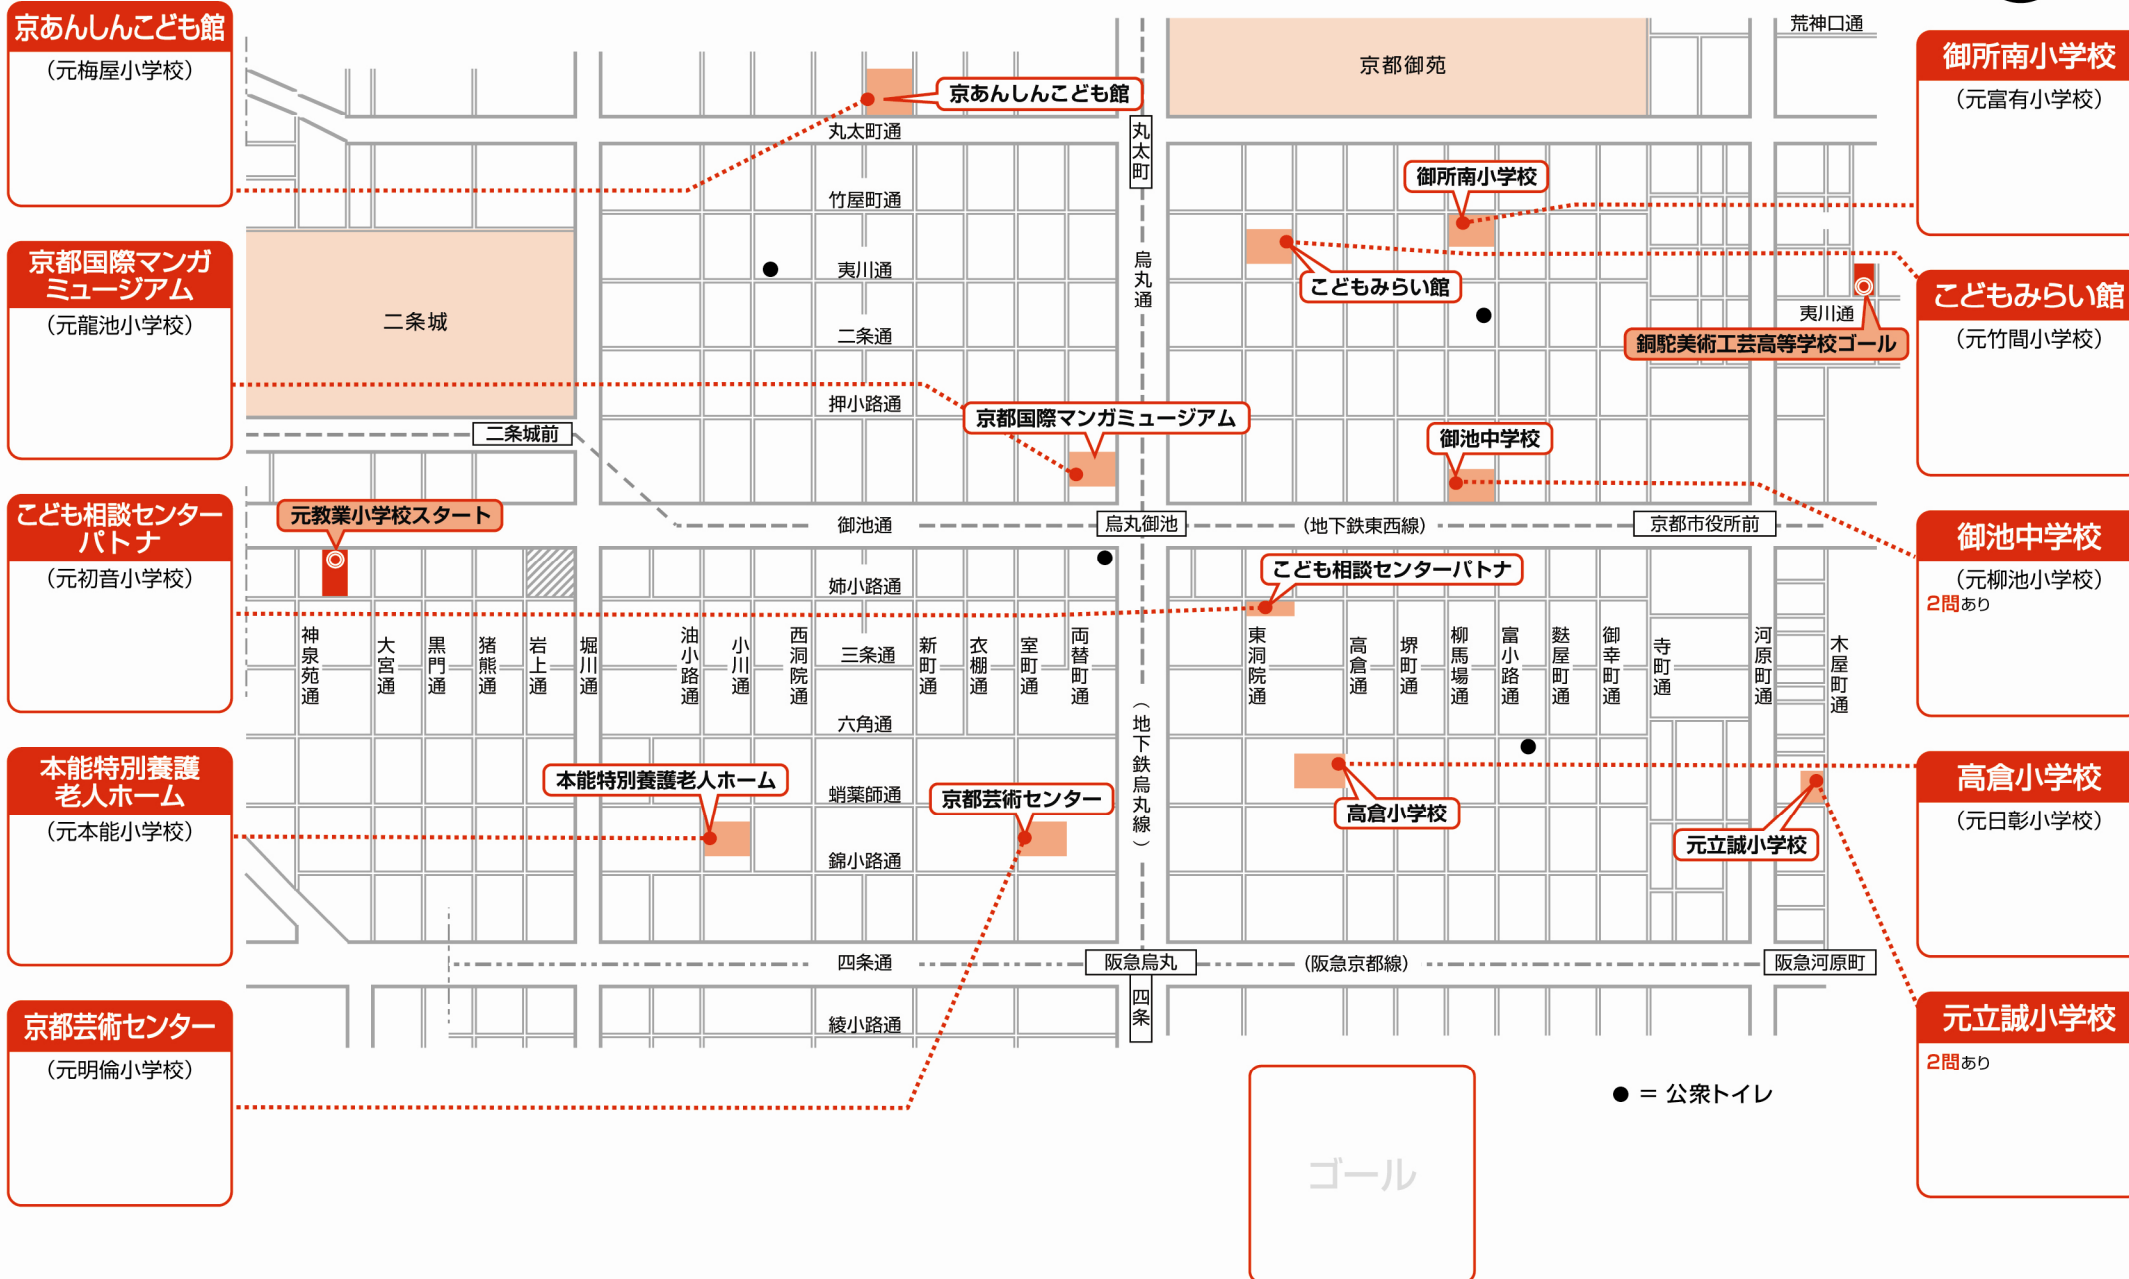 京あんしんこども館
（元梅屋小学校）
京都国際マンガ
ミュージアム
（元龍池小学校）
こども相談センター
パトナ
（元初音小学校）
本能特別養護
老人ホーム
（元本能小学校）
京都芸術センター
（元明倫小学校）
荒神口通
京都御苑
京あんしんこども館
丸太町通
丸太町
御所南小学校
竹屋町通
烏丸通
夷川通
こどもみらい館
夷川通
二条城
二条通
銅駝美術工芸高等学校ゴール
押小路通
京都国際マンガミュージアム
二条城前
御池中学校
元教業小学校スタート
御池通
烏丸御池
（地下鉄東西線）
京都市役所前
こども相談センターパトナ
姉小路通
神泉苑通
大宮通
黒門通
猪熊通
岩上通
堀川通
油小路通
小川通
西洞院通
三条通
新町通
衣棚通
室町通
両替町通
東洞院通
高倉通
堺町通
柳馬場通
富小路通
麩屋町通
御幸町通
寺町通
河原町通
木屋町通
六角通
（地下鉄烏丸線）
本能特別養護老人ホーム
蛸薬師通
京都芸術センター
高倉小学校
元立誠小学校
錦小路通
四条通
阪急烏丸
（阪急京都線）
阪急河原町
四条
綾小路通
● ＝ 公衆トイレ
ゴール
御所南小学校
（元富有小学校）
こどもみらい館
（元竹間小学校）
御池中学校
（元柳池小学校）
2問あり
高倉小学校
（元日彰小学校）
元立誠小学校
2問あり